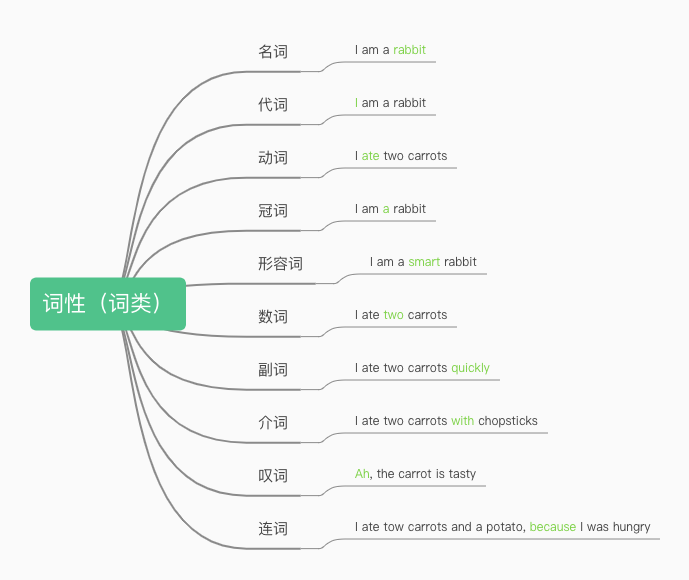 名词
I am a rabbit
代词
I am a rabbit
动词
I ate two carrots
冠词
I am a rabbit
形容词
I am a smart rabbit
词性（词类）
数词
I ate two carrots
副词
I ate two carrots quickly
介词
I ate two carrots with chopsticks
叹词
Ah, the carrot is tasty
连词
I ate tow carrots and a potato, because I was hungry